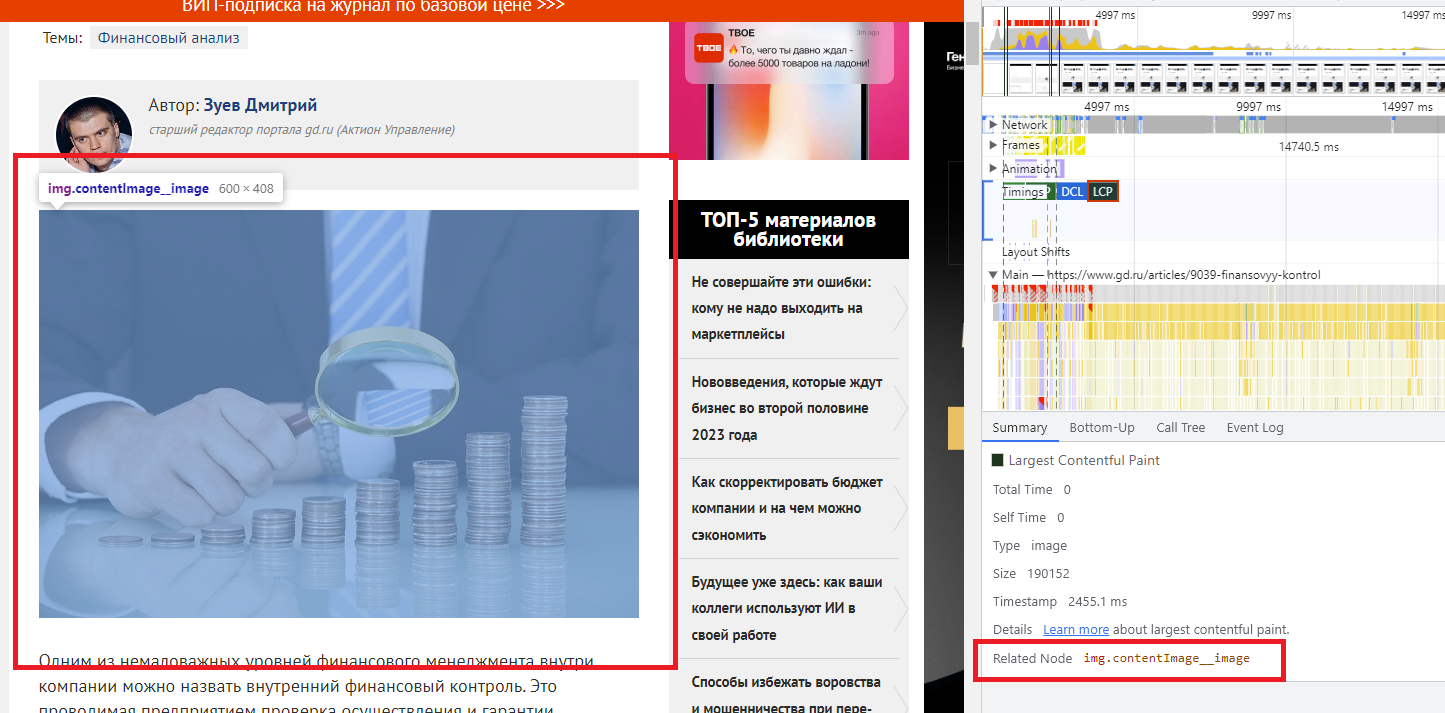 ВИП-подписка на журнал по базовой цене >>>
Темы: Финансовый анализ
Автор: Зуев Дмитрий
старший редактор портала gd.ru (Актион Управление)
img.contentImage__image 600 × 408
Одним из немаловажных уровней финансового менеджмента внутри
компании можно назвать внутренний финансовый контроль. Это
проводимая предприятием проверка осуществления и гарантии
ТВОЕ
ТВОЕ
3m ago
🔥 То, чего ты давно ждал -
более 5000 товаров на ладони!
ТОП-5 материалов
библиотеки
Не совершайте эти ошибки:
кому не надо выходить на
маркетплейсы
Нововведения, которые ждут
бизнес во второй половине
2023 года
Как скорректировать бюджет
компании и на чем можно
сэкономить
Будущее уже здесь: как ваши
коллеги используют ИИ в
своей работе
Способы избежать воровства
и мошенничества при пере-
4997 ms 9997 ms 14997 ms
4997 ms 9997 ms 14997 ms
Network
Frames 14740.5 ms
Animation
Timings DCL LCP
Layout Shifts
Main — https://www.gd.ru/articles/9039-finansovyy-kontrol
Summary Bottom-Up Call Tree Event Log
Largest Contentful Paint
Total Time 0
Self Time 0
Type image
Size 190152
Timestamp 2455.1 ms
Details Learn more about largest contentful paint.
Related Node img.contentImage__image